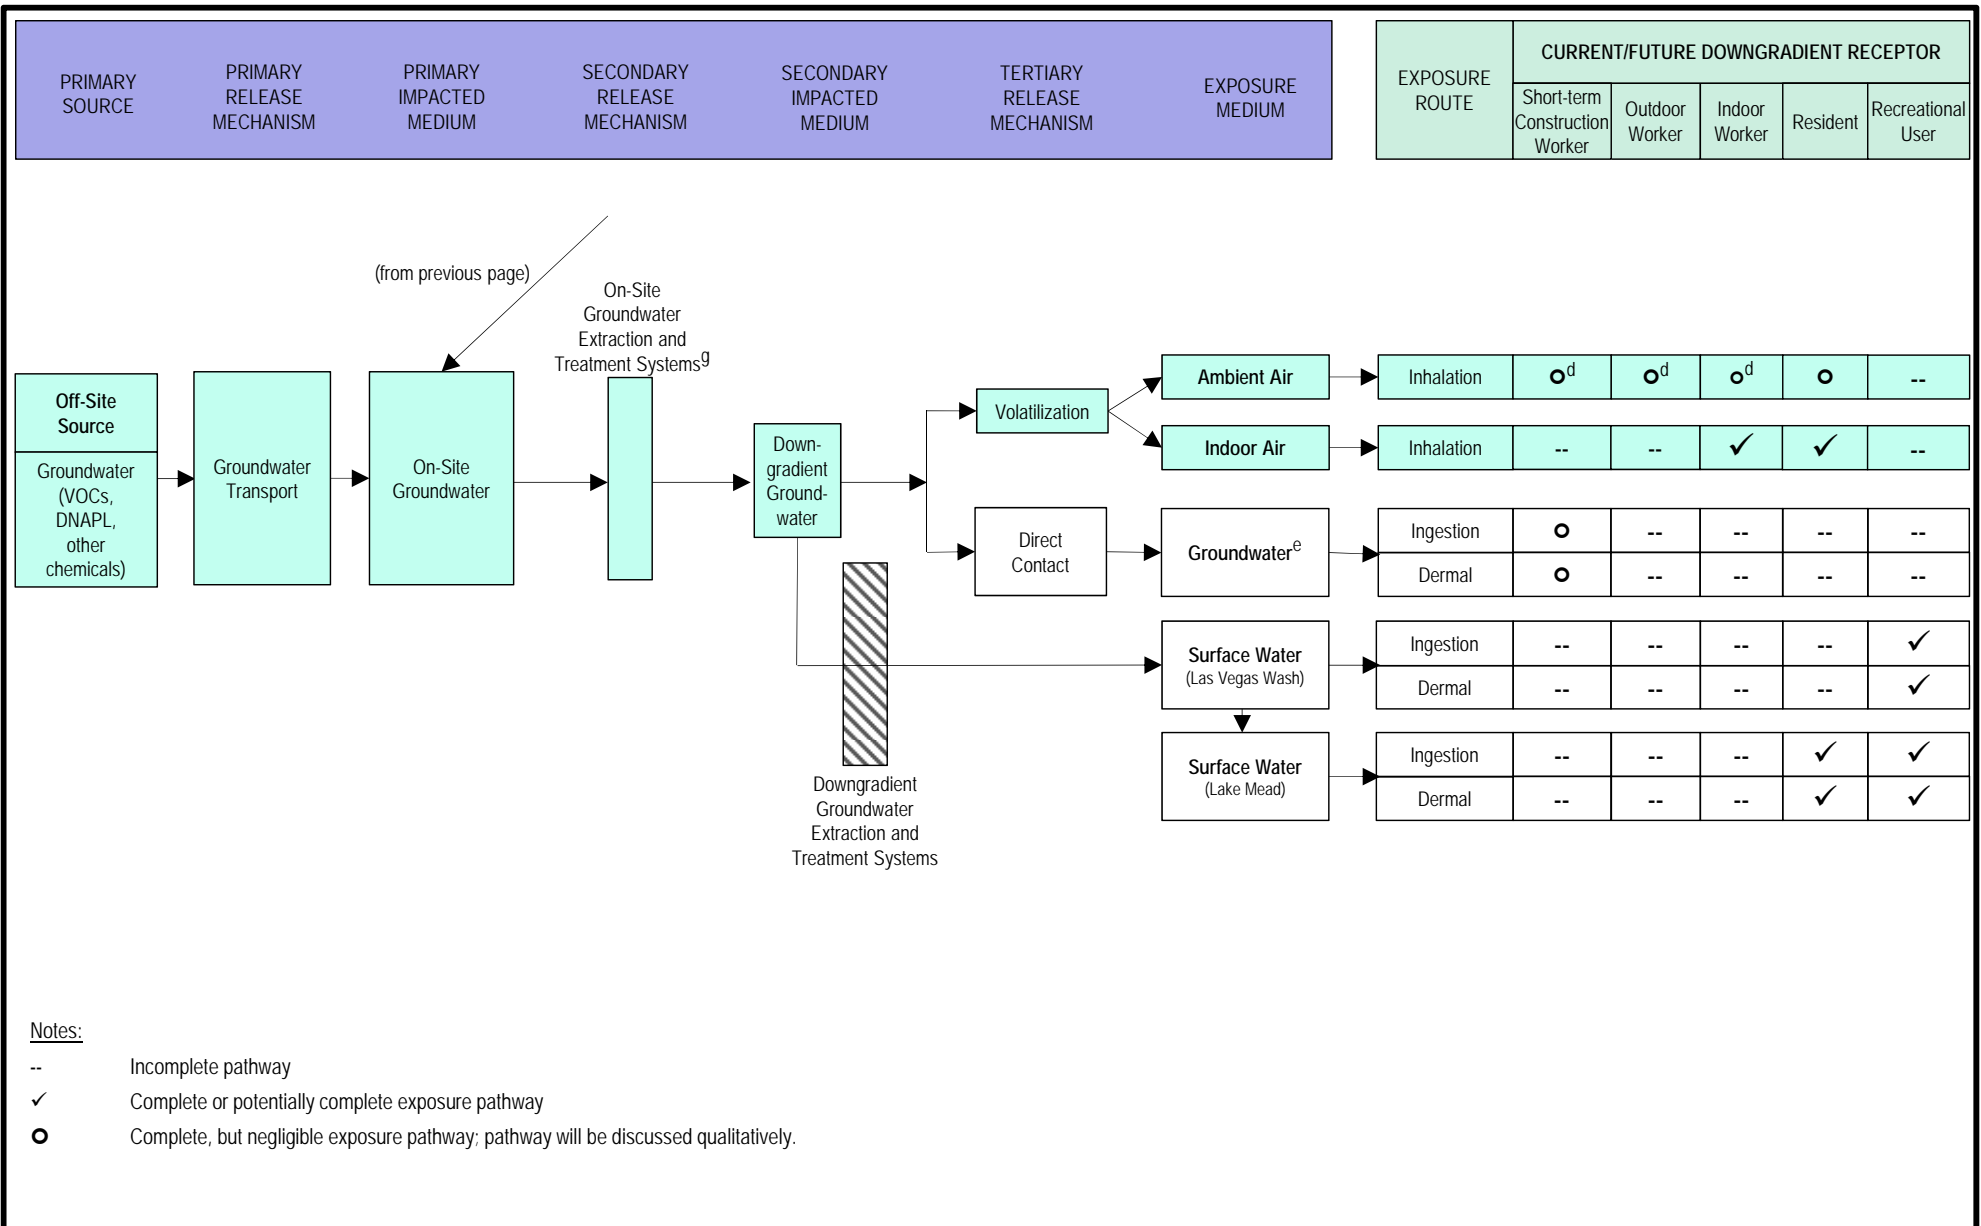 PRIMARY
SOURCE
PRIMARY
RELEASE
MECHANISM
PRIMARY
IMPACTED
MEDIUM
SECONDARY
RELEASE
MECHANISM
SECONDARY
IMPACTED
MEDIUM
TERTIARY
RELEASE
MECHANISM
EXPOSURE
MEDIUM
EXPOSURE
ROUTE
CURRENT/FUTURE DOWNGRADIENT RECEPTOR
Short-term
Construction
Worker
Outdoor
Worker
Indoor
Worker
Resident
Recreational
User
(from previous page)
On-Site
Groundwater
Extraction and
Treatment Systems g
Off-Site
Source
Groundwater
(VOCs,
DNAPL,
other
chemicals)
Groundwater
Transport
On-Site
Groundwater
Down-
gradient
Ground-
water
Volatilization
Direct
Contact
Downgradient
Groundwater
Extraction and
Treatment Systems
Ambient Air
Inhalation o d o d o d o --
Indoor Air
Inhalation -- -- ✓ ✓ --
Groundwater e
Ingestion o -- -- -- --
Dermal o -- -- -- --
Surface Water
(Las Vegas Wash)
Ingestion -- -- -- -- ✓
Dermal -- -- -- -- ✓
Surface Water
(Lake Mead)
Ingestion -- -- -- ✓ ✓
Dermal -- -- -- ✓ ✓
Notes:
-- Incomplete pathway
✓ Complete or potentially complete exposure pathway
o Complete, but negligible exposure pathway; pathway will be discussed qualitatively.